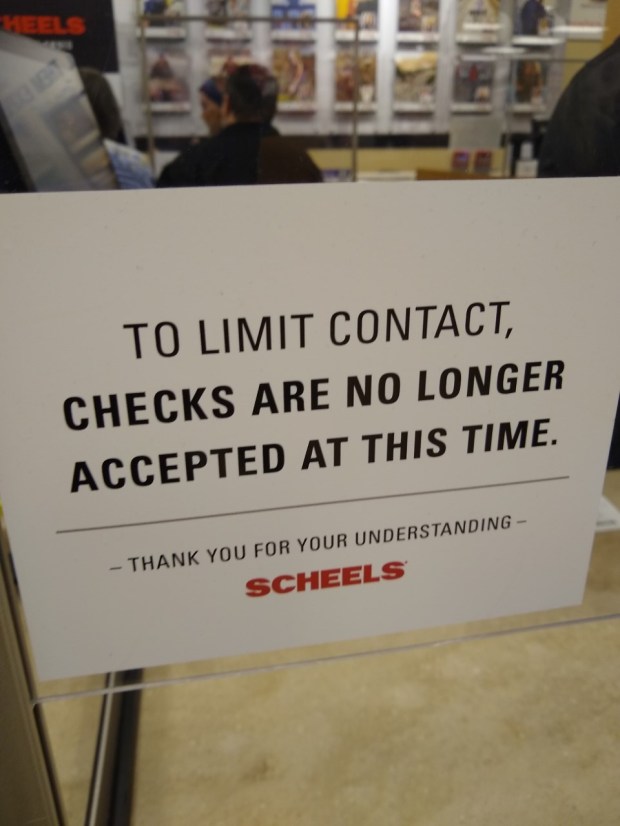 HEELS
TO LIMIT CONTACT,
CHECKS ARE NO LONGER
ACCEPTED AT THIS TIME.
– THANK YOU FOR YOUR UNDERSTANDING –
SCHEELS